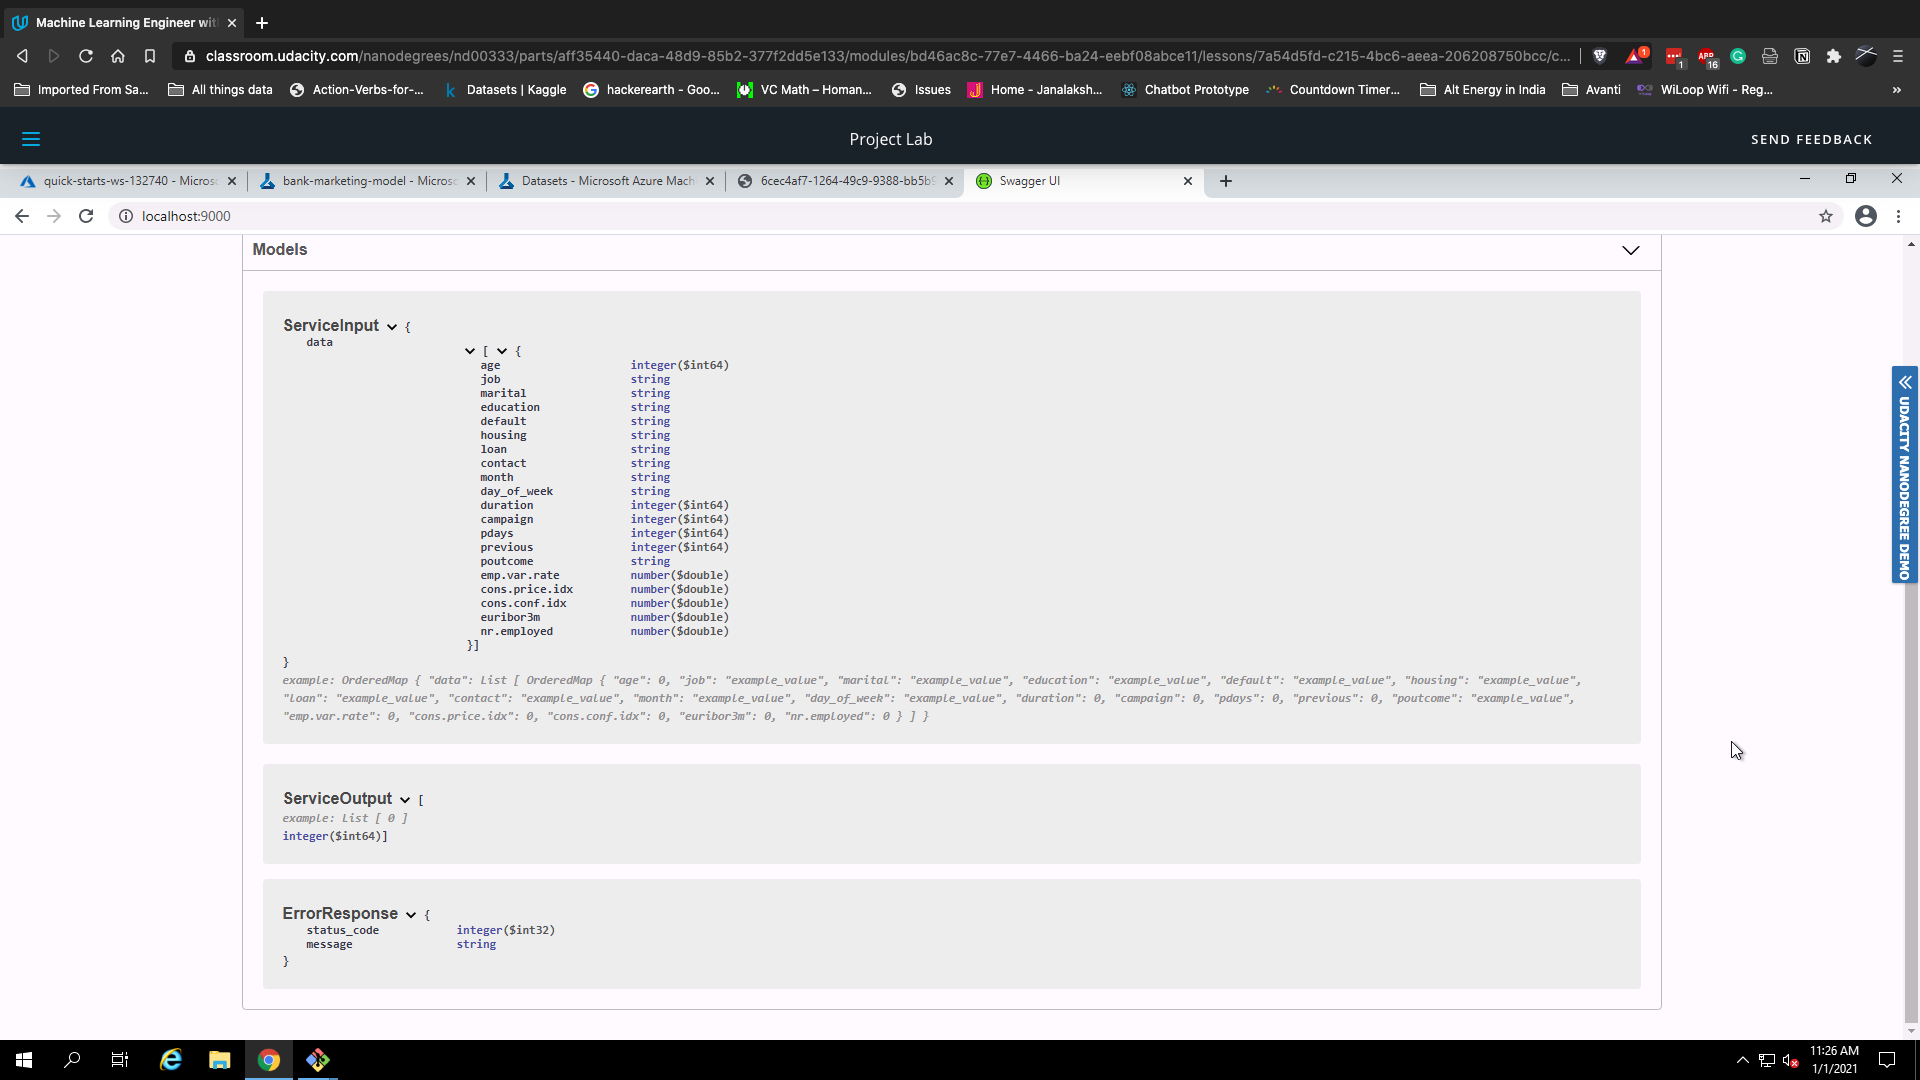 Machine Learning Engineer wit
classroom.udacity.com/nanodegrees/nd00333/parts/aff35440-daca-48d9-85b2-377f2dd5e133/modules/bd46ac8c-77e7-4466-ba24-eebf08abce11/lessons/7a54d5fd-c215-4bc6-aeea-206208750bcc/c...
1
1
ABP
16
Imported From Sa...
All things data
Action-Verbs-for-...
Datasets | Kaggle
hackerearth - Goo...
VC Math – Homan...
Issues
Home - Janalaksh...
Chatbot Prototype
Countdown Timer...
Alt Energy in India
Avanti
WiLoop Wifi - Reg...
»
Project Lab
SEND FEEDBACK
quick-starts-ws-132740 - Micros
bank-marketing-model - Micros
Datasets - Microsoft Azure Mach
6cec4af7-1264-49c9-9388-bb5b9
Swagger UI
localhost:9000
Models
ServiceInput {
data
[ {
age integer($int64)
job string
marital string
education string
default string
housing string
loan string
contact string
month string
day_of_week string
duration integer($int64)
campaign integer($int64)
pdays integer($int64)
previous integer($int64)
poutcome string
emp.var.rate number($double)
cons.price.idx number($double)
cons.conf.idx number($double)
euribor3m number($double)
nr.employed number($double)
}]
}
example: OrderedMap { "data": List [ OrderedMap { "age": 0, "job": "example_value", "marital": "example_value", "education": "example_value", "default": "example_value", "housing": "example_value",
"loan": "example_value", "contact": "example_value", "month": "example_value", "day_of_week": "example_value", "duration": 0, "campaign": 0, "pdays": 0, "previous": 0, "poutcome": "example_value",
"emp.var.rate": 0, "cons.price.idx": 0, "cons.conf.idx": 0, "euribor3m": 0, "nr.employed": 0 } ] }
ServiceOutput [
example: List [ 0 ]
integer($int64)]
ErrorResponse {
status_code integer($int32)
message string
}
UDACITY NANODEGREE DEMO
11:26 AM
1/1/2021